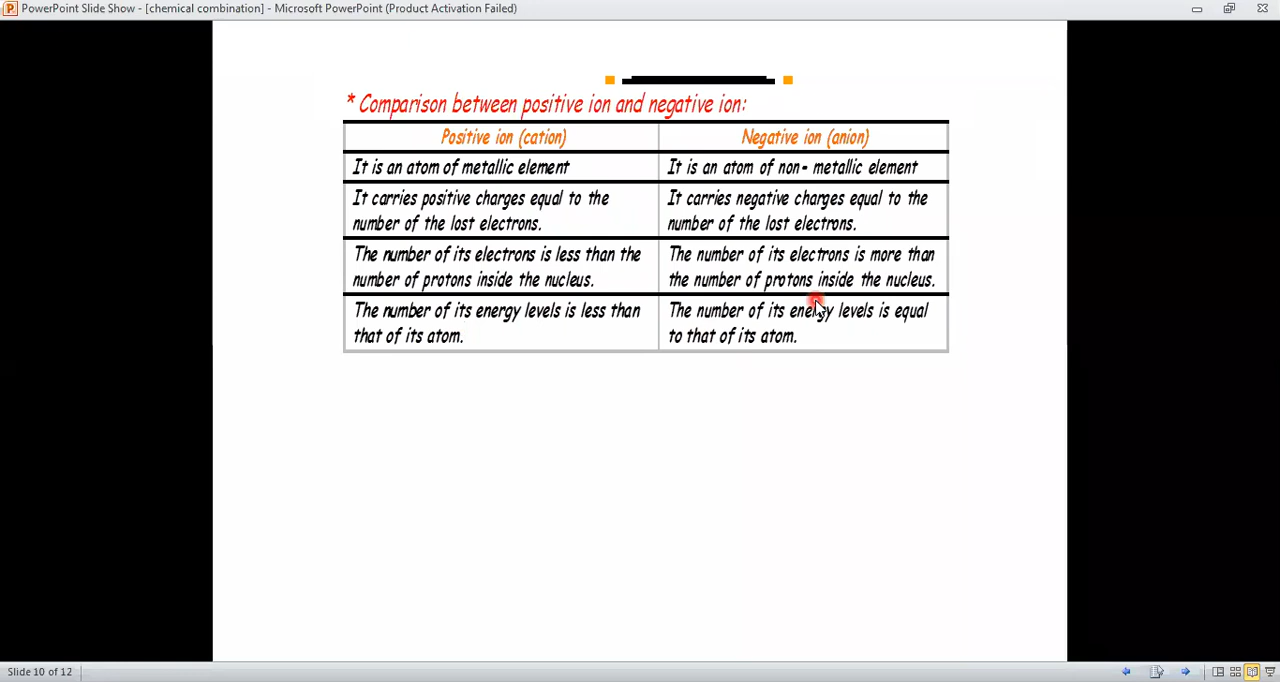 PowerPoint Slide Show - [chemical combination] - Microsoft PowerPoint (Product Activation Failed)
* Comparison between positive ion and negative ion:
Positive ion (cation) Negative ion (anion)
It is an atom of metallic element It is an atom of non- metallic element
It carries positive charges equal to the It carries negative charges equal to the
number of the lost electrons. number of the lost electrons.
The number of its electrons is less than the The number of its electrons is more than
number of protons inside the nucleus. the number of protons inside the nucleus.
The number of its energy levels is less than The number of its energy levels is equal
that of its atom. to that of its atom.
Slide 10 of 12